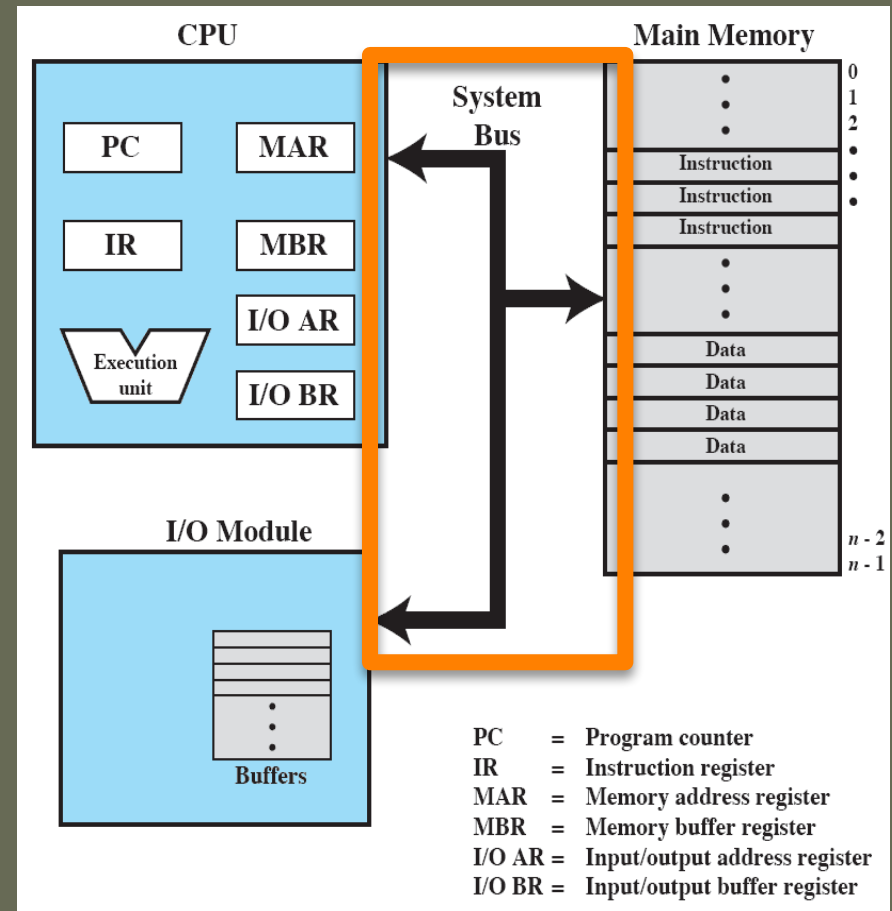 CPU
System
Bus
Main Memory
PC
MAR
IR
MBR
I/O AR
I/O BR
Execution
unit
0
1
2
Instruction
Instruction
Instruction
Data
Data
Data
Data
n - 2
n - 1
I/O Module
Buffers
PC = Program counter
IR = Instruction register
MAR = Memory address register
MBR = Memory buffer register
I/O AR = Input/output address register
I/O BR = Input/output buffer register